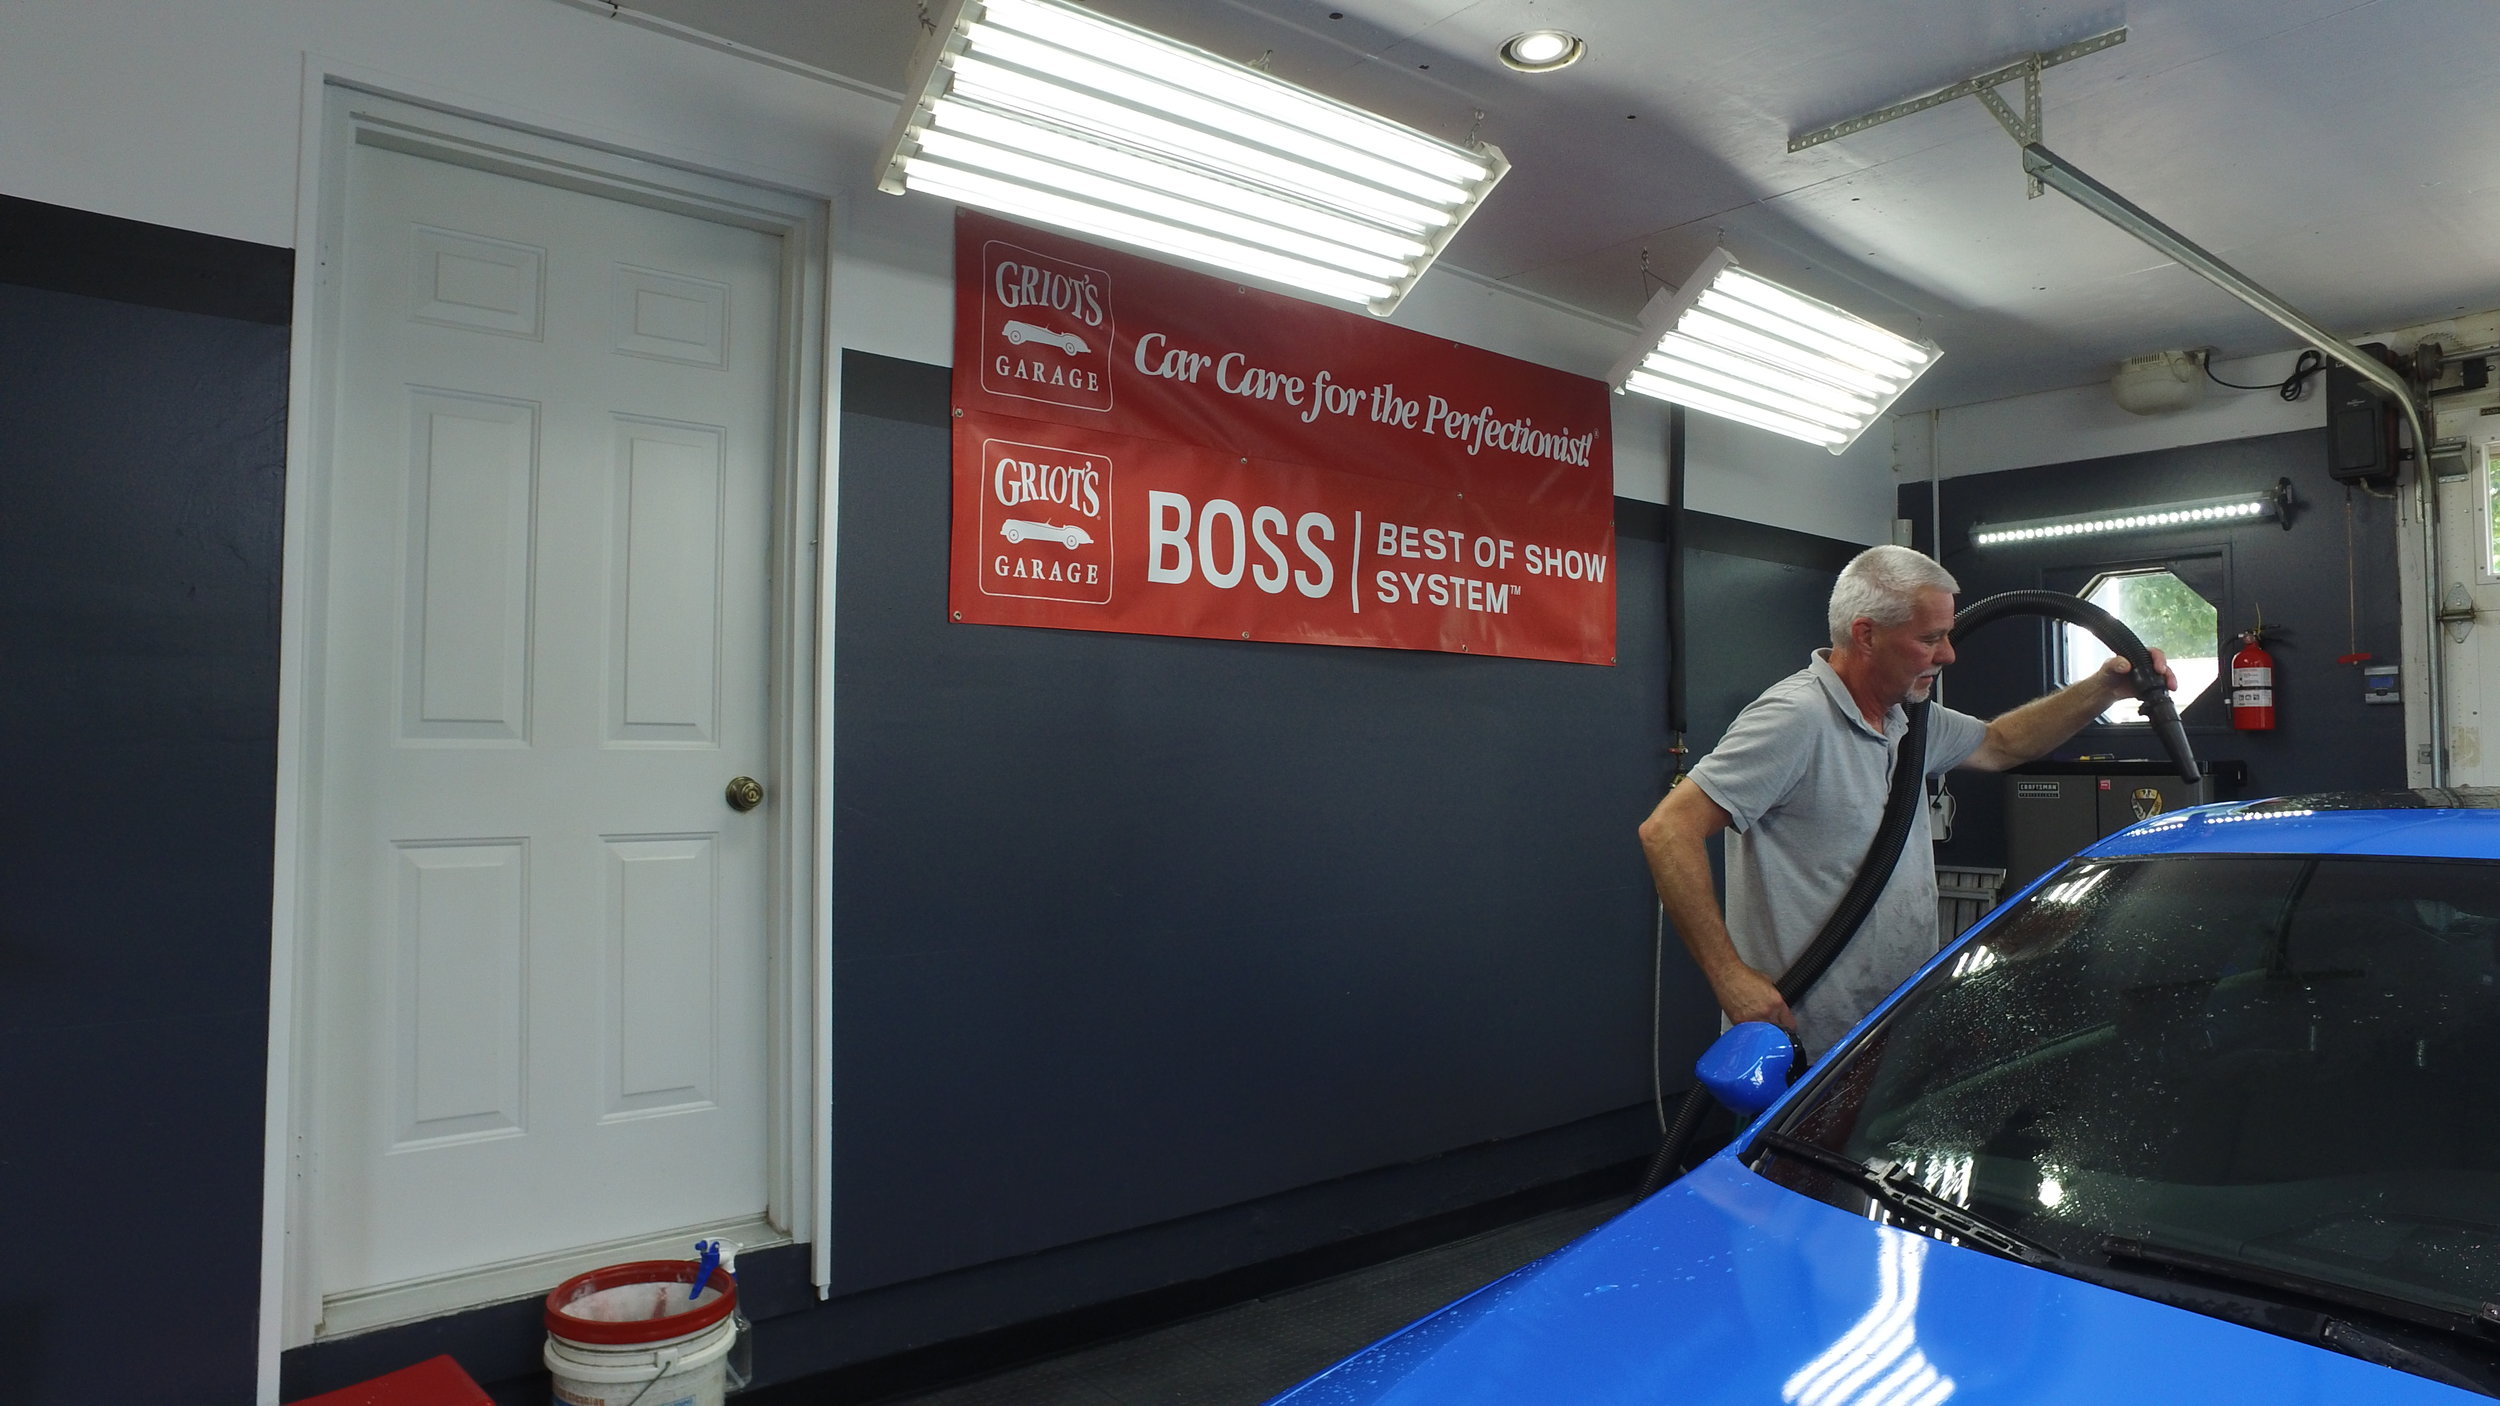 GRIOT'S
GARAGE
Car Care for the Perfectionist!®
GRIOT'S®
GARAGE
BOSS | BEST OF SHOW
SYSTEM™
CRAFTSMAN